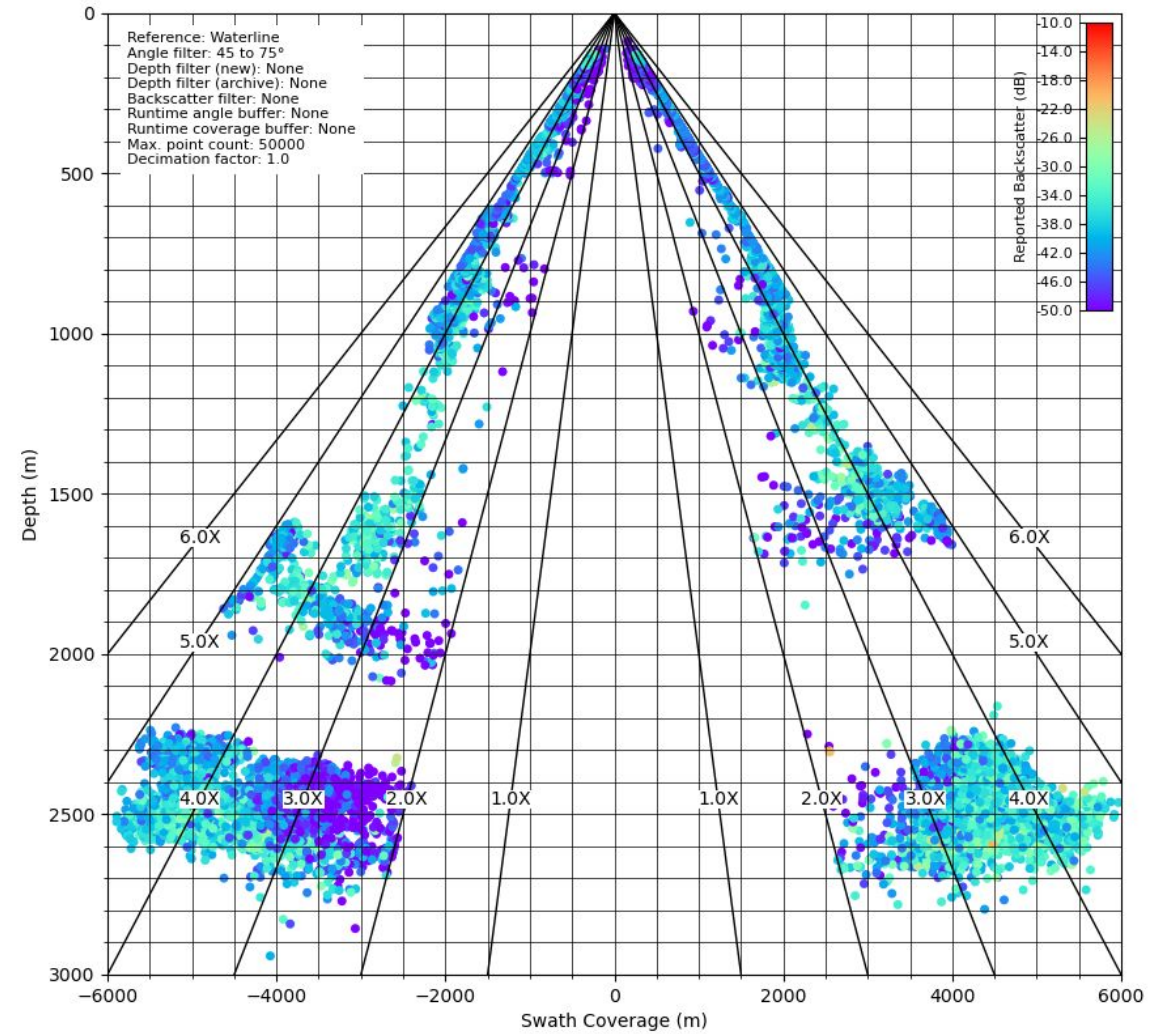 Reference: Waterline
Angle filter: 45 to 75°
Depth filter (new): None
Depth filter (archive): None
Backscatter filter: None
Runtime angle buffer: None
Runtime coverage buffer: None
Max. point count: 50000
Decimation factor: 1.0
Reported Backscatter (dB)
-10.0
-14.0
-18.0
-22.0
-26.0
-30.0
-34.0
-38.0
-42.0
-46.0
-50.0
Depth (m)
0
500
1000
1500
2000
2500
3000
6.0X 6.0X
5.0X 5.0X
4.0X 3.0X 2.0X 1.0X 1.0X 2.0X 3.0X 4.0X
−6000 −4000 −2000 0 2000 4000 6000
Swath Coverage (m)